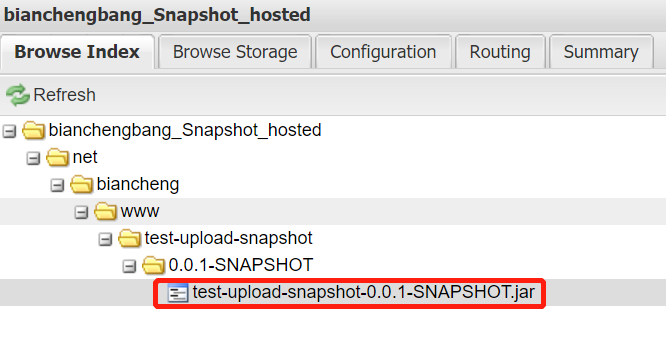 bianchengbang_Snapshot_hosted
Browse Index Browse Storage Configuration Routing Summary
Refresh
bianchengbang_Snapshot_hosted
net
biancheng
www
test-upload-snapshot
0.0.1-SNAPSHOT
test-upload-snapshot-0.0.1-SNAPSHOT.jar